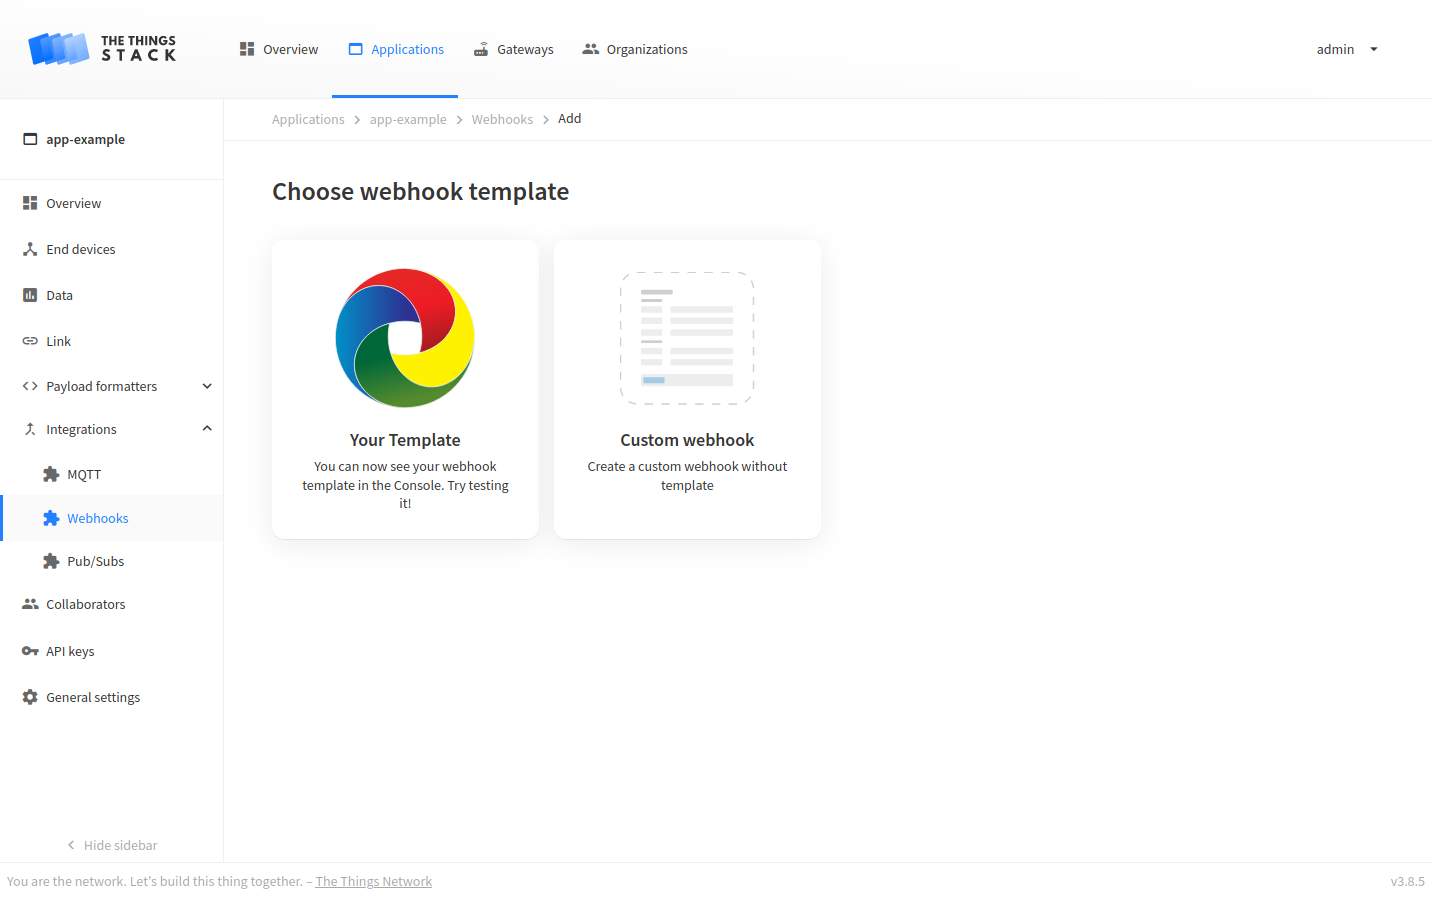 THE THINGS
STACK
Overview
Applications
Gateways
Organizations
admin
app-example
Applications
app-example
Webhooks
Add
Overview
End devices
Data
Link
Payload formatters
Integrations
MQTT
Webhooks
Pub/Subs
Collaborators
API keys
General settings
Hide sidebar
Choose webhook template
Your Template
You can now see your webhook
template in the Console. Try testing
it!
Custom webhook
Create a custom webhook without
template
You are the network. Let's build this thing together. – The Things Network
v3.8.5